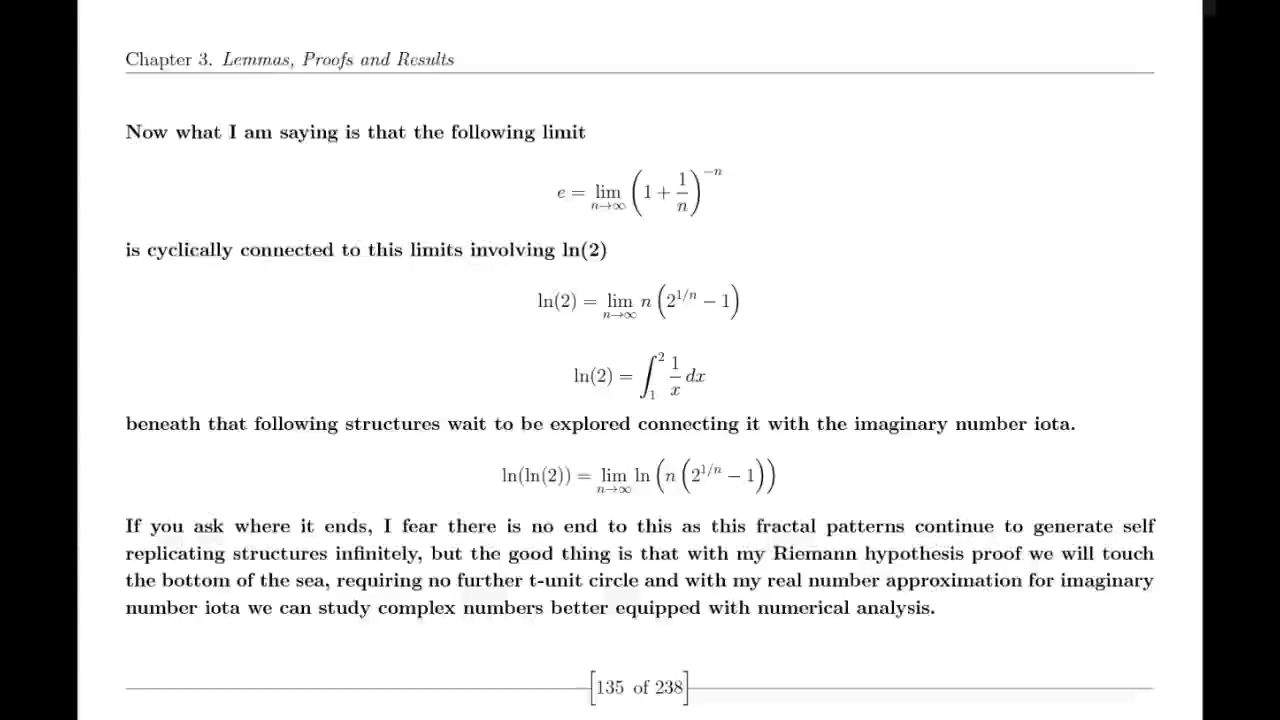 Chapter 3. Lemmas, Proofs and Results
Now what I am saying is that the following limit
e = lim_{n→∞} (1 + 1/n)^{−n}
is cyclically connected to this limits involving ln(2)
ln(2) = lim_{n→∞} n (2^{1/n} − 1)
ln(2) = ∫_1^2 1/x dx
beneath that following structures wait to be explored connecting it with the imaginary number iota.
ln(ln(2)) = lim_{n→∞} ln (n (2^{1/n} − 1))
If you ask where it ends, I fear there is no end to this as this fractal patterns continue to generate self
replicating structures infinitely, but the good thing is that with my Riemann hypothesis proof we will touch
the bottom of the sea, requiring no further t-unit circle and with my real number approximation for imaginary
number iota we can study complex numbers better equipped with numerical analysis.
[135 of 238]